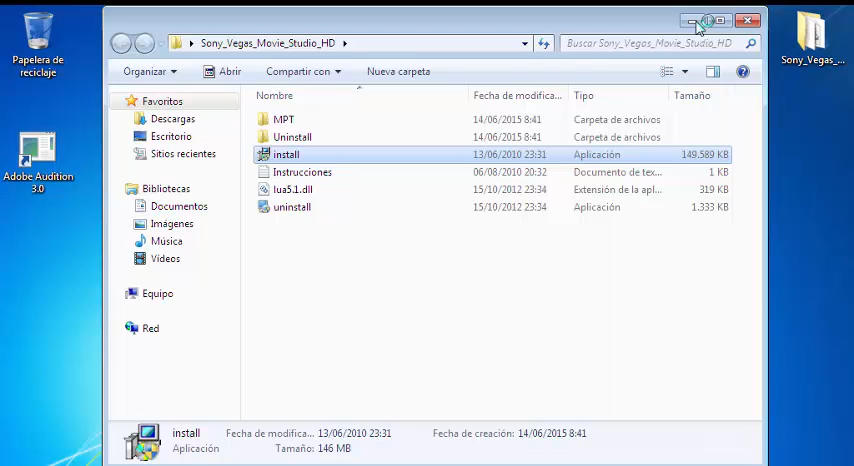 Papelera de
reciclaje
Adobe Audition
3.0
Sony_Vegas_...
Sony_Vegas_Movie_Studio_HD
Buscar Sony_Vegas_Movie_Studio_HD
Organizar Abrir Compartir con Nueva carpeta
Favoritos
Descargas
Escritorio
Sitios recientes
Bibliotecas
Documentos
Imágenes
Música
Vídeos
Equipo
Red
Nombre Fecha de modifica... Tipo Tamaño
MPT 14/06/2015 8:41 Carpeta de archivos
Uninstall 14/06/2015 8:41 Carpeta de archivos
install 13/06/2010 23:31 Aplicación 149.589 KB
Instrucciones 06/08/2010 20:32 Documento de tex... 1 KB
lua5.1.dll 15/10/2012 23:34 Extensión de la apl... 319 KB
uninstall 15/10/2012 23:34 Aplicación 1.333 KB
install Fecha de modifica... 13/06/2010 23:31 Fecha de creación: 14/06/2015 8:41
Aplicación Tamaño: 146 MB